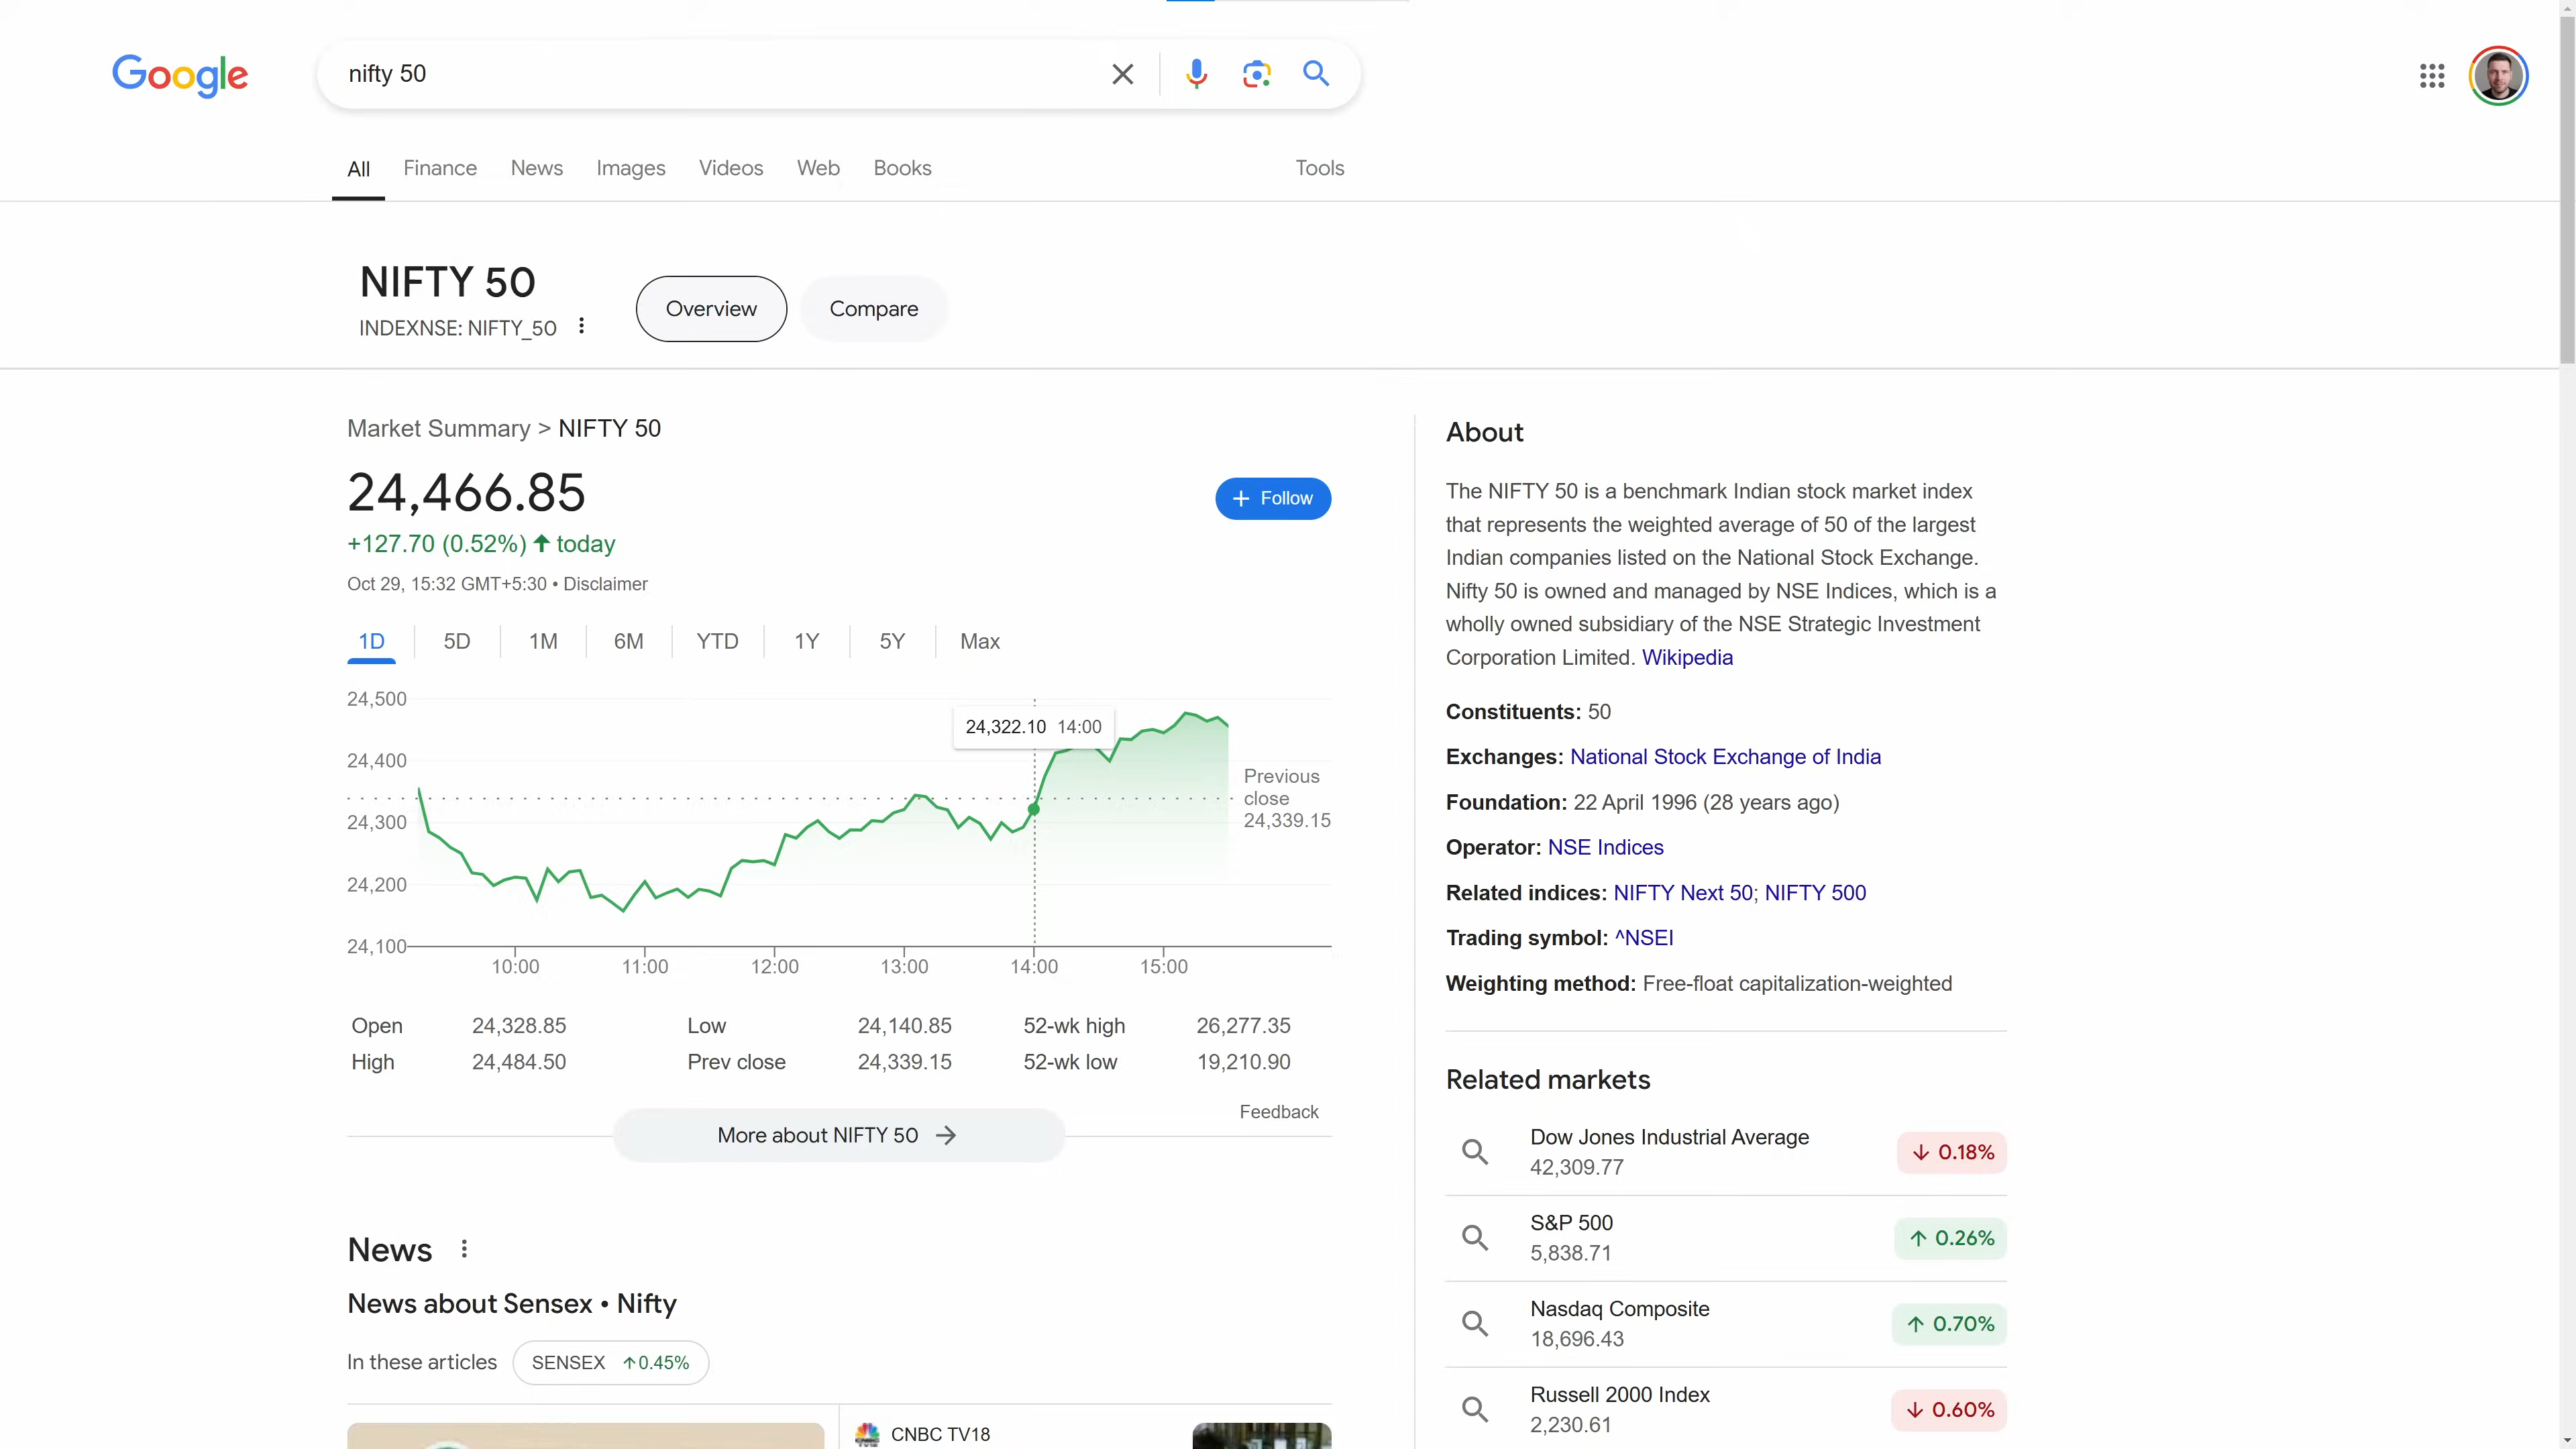 Google
nifty 50
All Finance News Images Videos Web Books Tools
NIFTY 50
INDEXNSE: NIFTY_50
Overview Compare
Market Summary > NIFTY 50
24,466.85
+ Follow
+127.70 (0.52%) ↑ today
Oct 29, 15:32 GMT+5:30 • Disclaimer
1D 5D 1M 6M YTD 1Y 5Y Max
24,500
24,400
24,300
24,200
24,100
24,322.10 14:00
Previous
close
24,339.15
10:00 11:00 12:00 13:00 14:00 15:00
Open 24,328.85 Low 24,140.85 52-wk high 26,277.35
High 24,484.50 Prev close 24,339.15 52-wk low 19,210.90
Feedback
More about NIFTY 50 →
News
News about Sensex • Nifty
In these articles SENSEX ↑0.45%
CNBC TV18
About
The NIFTY 50 is a benchmark Indian stock market index
that represents the weighted average of 50 of the largest
Indian companies listed on the National Stock Exchange.
Nifty 50 is owned and managed by NSE Indices, which is a
wholly owned subsidiary of the NSE Strategic Investment
Corporation Limited. Wikipedia
Constituents: 50
Exchanges: National Stock Exchange of India
Foundation: 22 April 1996 (28 years ago)
Operator: NSE Indices
Related indices: NIFTY Next 50; NIFTY 500
Trading symbol: ^NSEI
Weighting method: Free-float capitalization-weighted
Related markets
Dow Jones Industrial Average
42,309.77
↓ 0.18%
S&P 500
5,838.71
↑ 0.26%
Nasdaq Composite
18,696.43
↑ 0.70%
Russell 2000 Index
2,230.61
↓ 0.60%